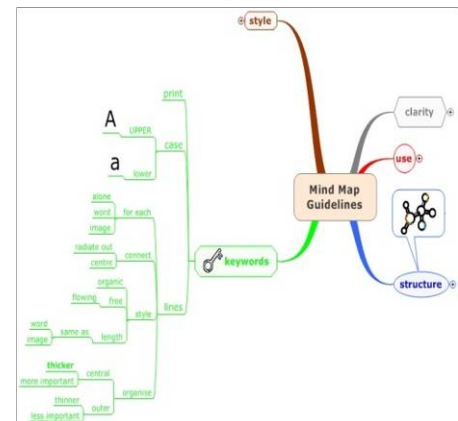 style
clarity
use
Mind Map
Guidelines
structure
keywords
print
case
UPPER
A
lower
a
lines
for each
alone
word
image
connect
radiate out
centre
style
organic
free
flowing
length
same as
word
image
organise
central
thicker
more important
outer
thinner
less important